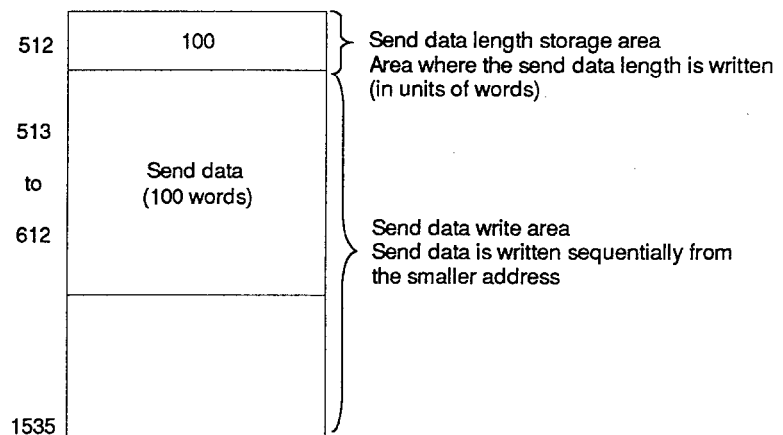 512
100
Send data length storage area
Area where the send data length is written
(in units of words)
513
to
612
Send data
(100 words)
Send data write area
Send data is written sequentially from
the smaller address
1535